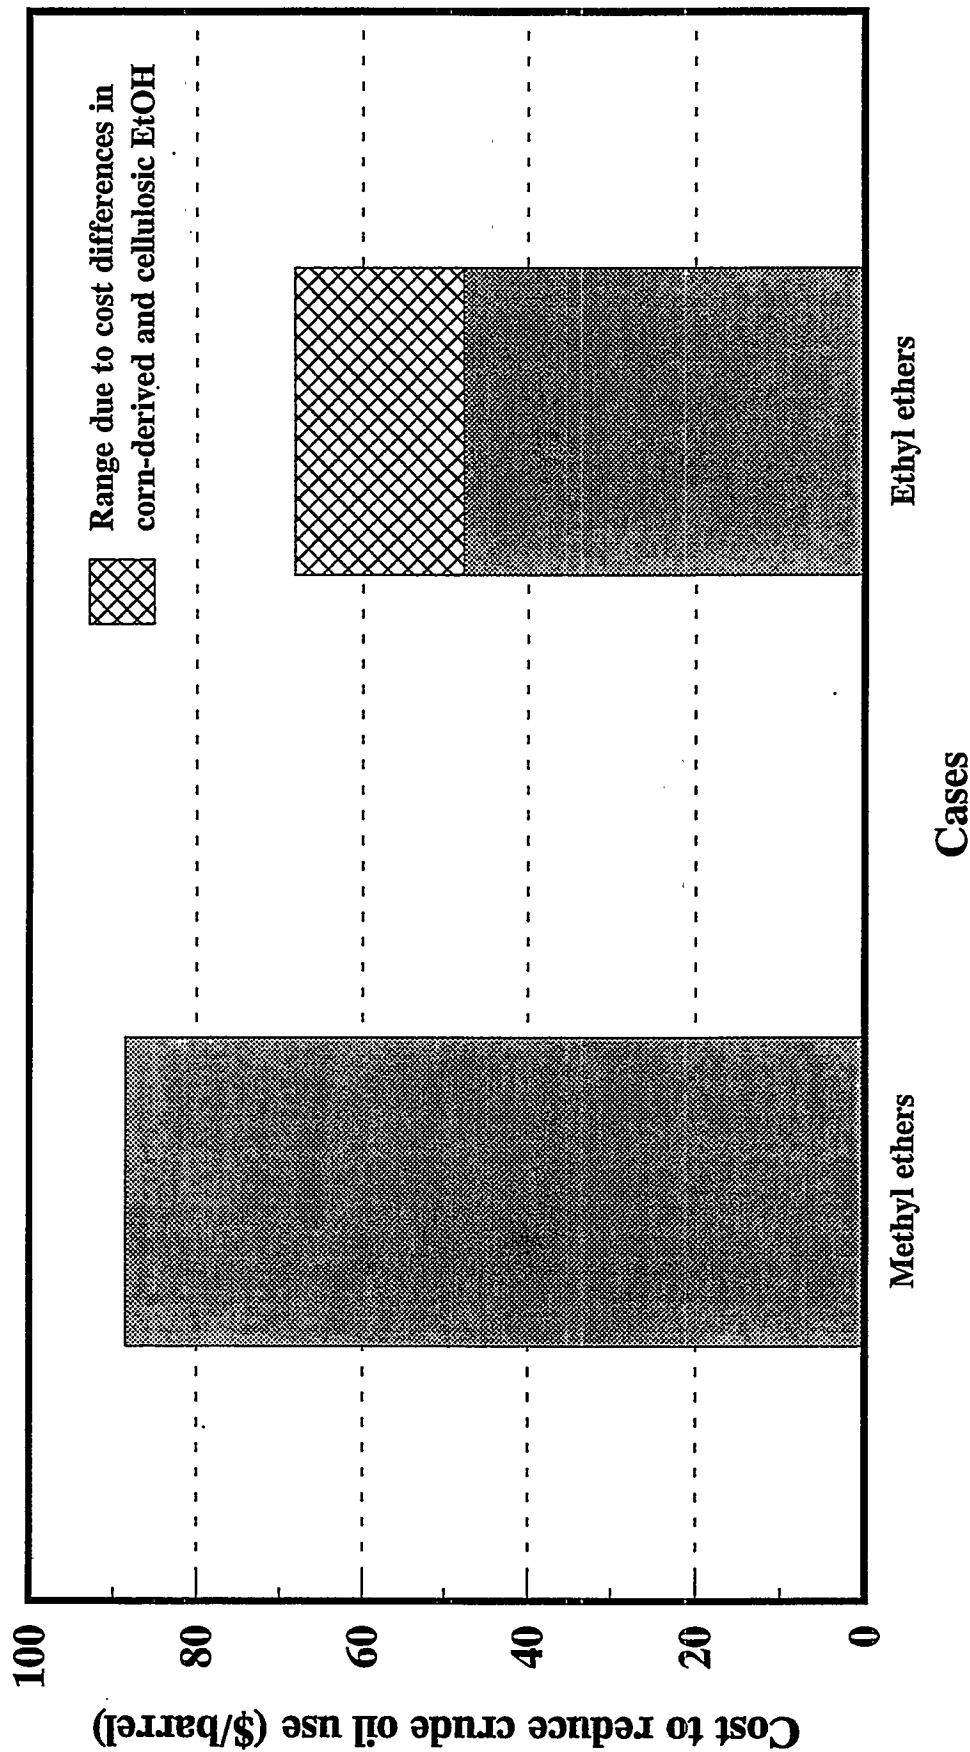 Cost to reduce crude oil use ($/barrel)
100
80
60
40
20
0
Range due to cost differences in
corn-derived and cellulosic EtOH
Methyl ethers
Ethyl ethers
Cases